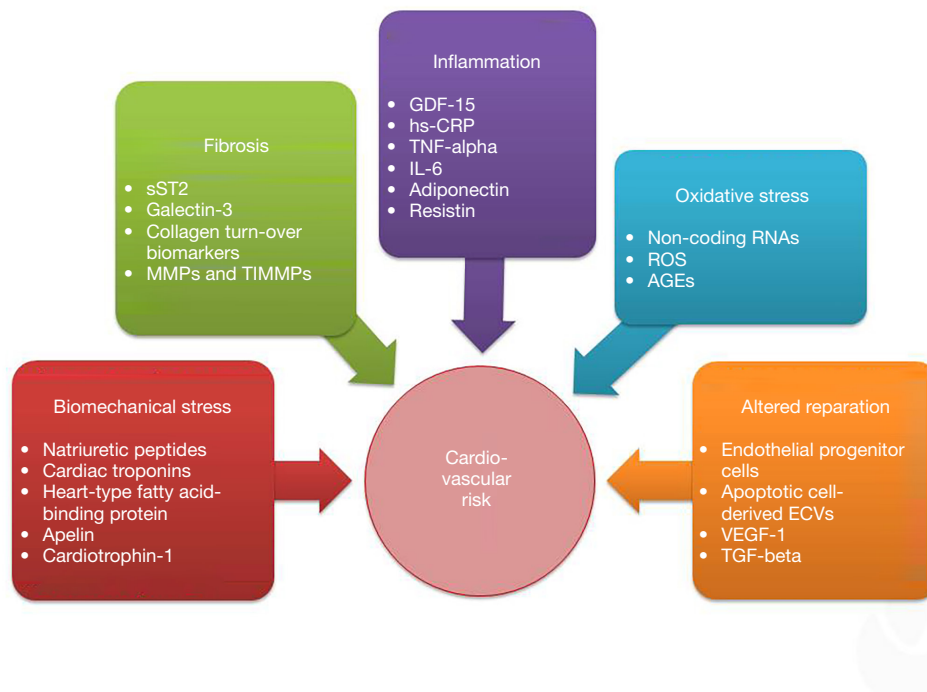 Inflammation
• GDF-15
• hs-CRP
• TNF-alpha
• IL-6
• Adiponectin
• Resistin
Fibrosis
• sST2
• Galectin-3
• Collagen turn-over
biomarkers
• MMPs and TIMMPs
Oxidative stress
• Non-coding RNAs
• ROS
• AGEs
Biomechanical stress
• Natriuretic peptides
• Cardiac troponins
• Heart-type fatty acid-
binding protein
• Apelin
• Cardiotrophin-1
Cardio-
vascular
risk
Altered reparation
• Endothelial progenitor
cells
• Apoptotic cell-
derived ECVs
• VEGF-1
• TGF-beta